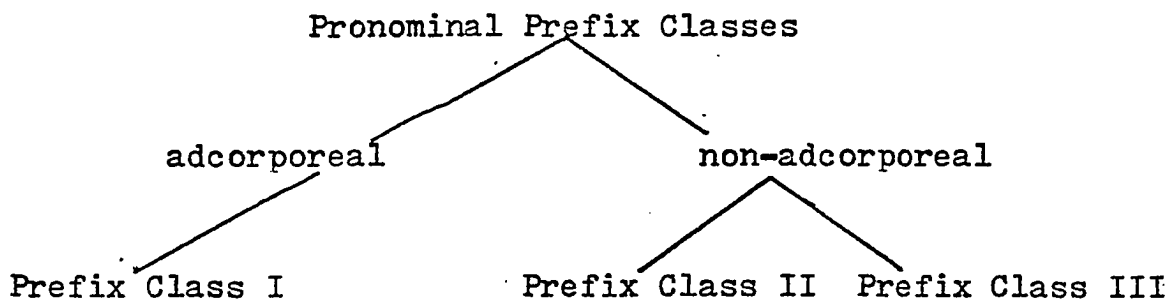 Pronominal Prefix Classes
adcorporeal non-adcorporeal
Prefix Class I Prefix Class II Prefix Class III